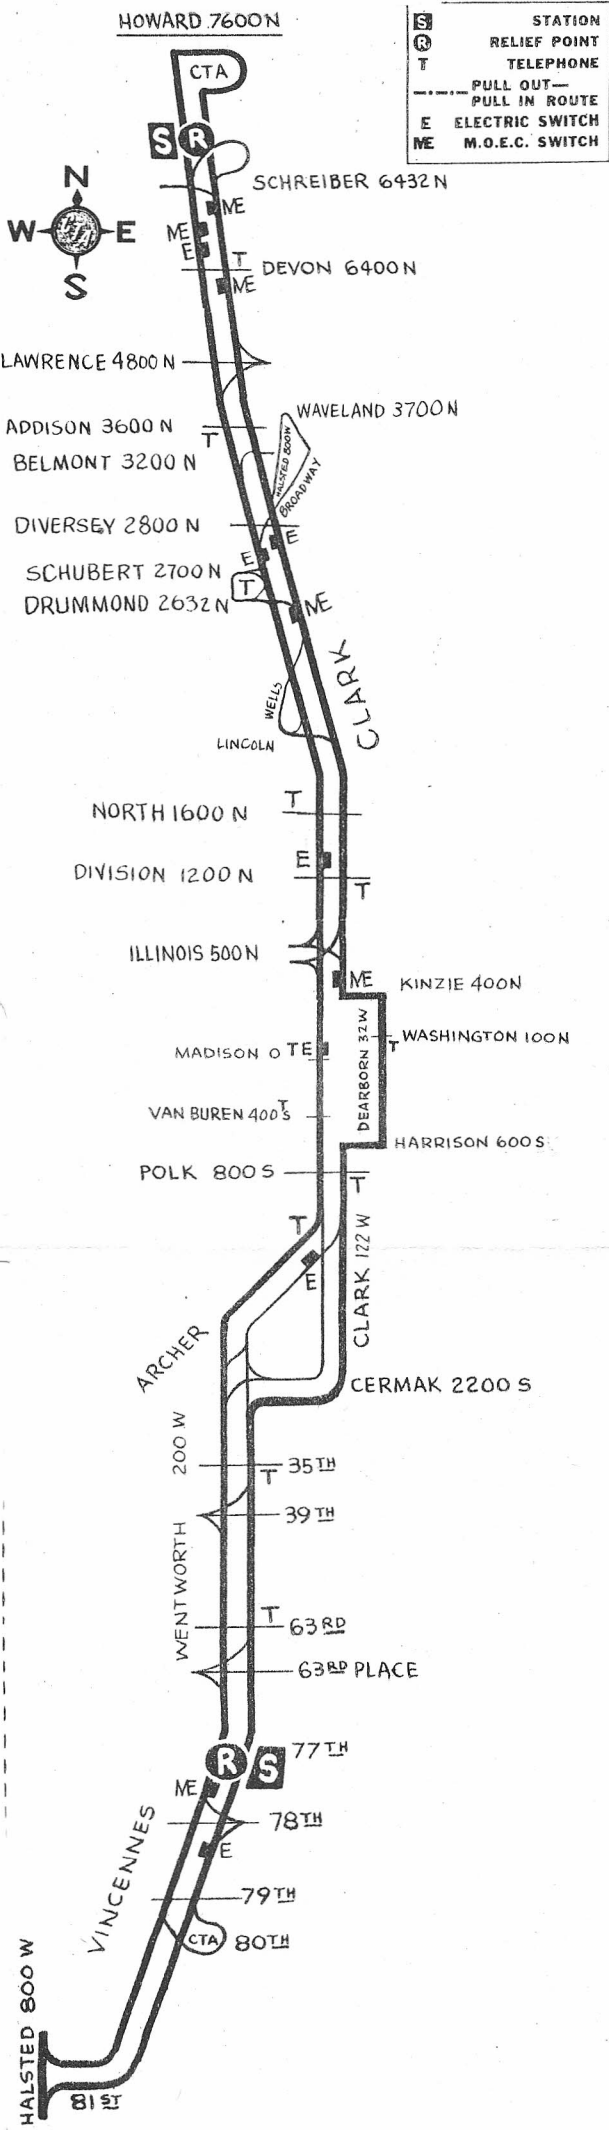 HOWARD 7600N
CTA
S STATION
R RELIEF POINT
T TELEPHONE
PULL OUT—
PULL IN ROUTE
E ELECTRIC SWITCH
ME M.O.E.C. SWITCH
S R
N
W E
S
SCHREIBER 6432N
ME
ME
E
T
DEVON 6400N
ME
LAWRENCE 4800N
WAVELAND 3700N
ADDISON 3600N
T
BELMONT 3200N
HALSTED 800W
BROADWAY
DIVERSEY 2800N
E
E
SCHUBERT 2700N
T
DRUMMOND 2632N
ME
CLARK
WELLS
LINCOLN
T
NORTH 1600N
E
DIVISION 1200N
T
ILLINOIS 500N
ME
KINZIE 400N
DEARBORN 32W
WASHINGTON 100N
T
MADISON 0 T E
VAN BUREN 400S
T
HARRISON 600S
POLK 800S
T
T
E
CLARK 122W
ARCHER
CERMAK 2200S
200W
35TH
T
39TH
WENTWORTH
T
63RD
63RD PLACE
77TH
R S
ME
78TH
E
VINCENNES
79TH
CTA 80TH
HALSTED 800W
81ST